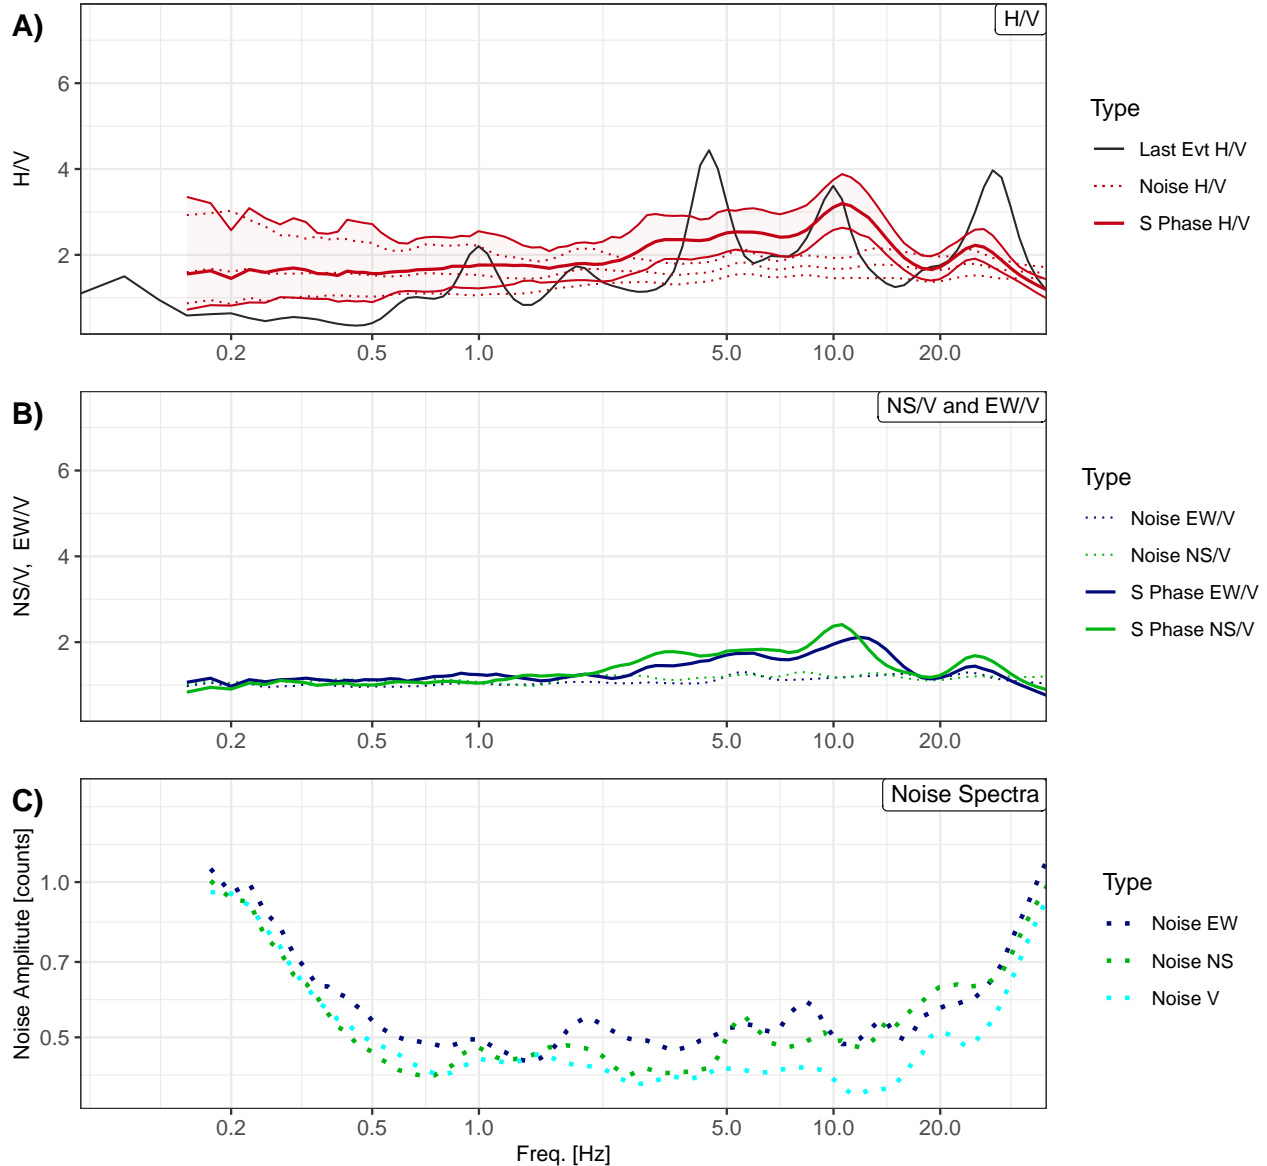 A)
H/V
6
4
2
H/V
0.2 0.5 1.0 5.0 10.0 20.0
Type
Last Evt H/V
Noise H/V
S Phase H/V
B)
NS/V and EW/V
6
4
2
NS/V, EW/V
0.2 0.5 1.0 5.0 10.0 20.0
Type
Noise EW/V
Noise NS/V
S Phase EW/V
S Phase NS/V
C)
Noise Spectra
1.0
0.7
0.5
Noise Amplitute [counts]
0.2 0.5 1.0 5.0 10.0 20.0
Freq. [Hz]
Type
Noise EW
Noise NS
Noise V